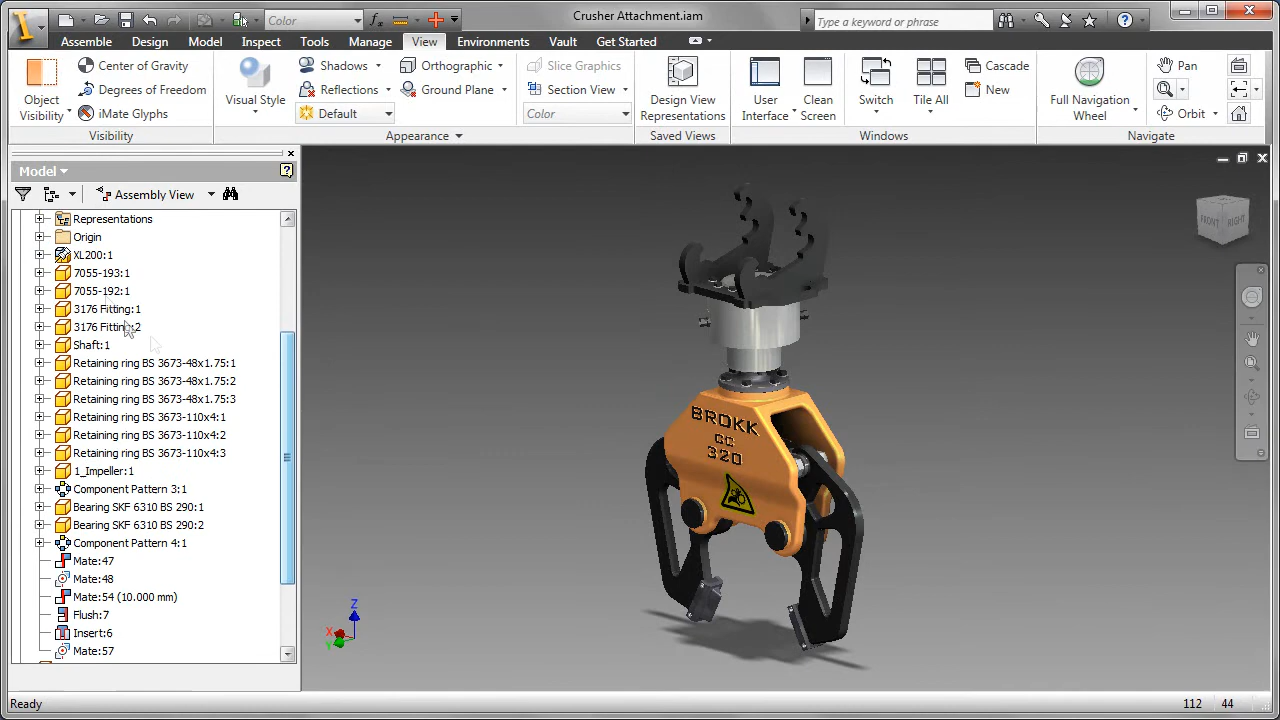 Color
Crusher Attachment.iam
Type a keyword or phrase
Assemble Design Model Inspect Tools Manage View Environments Vault Get Started
Center of Gravity
Degrees of Freedom
iMate Glyphs
Object
Visibility
Visibility
Visual Style
Shadows
Reflections
Default
Orthographic
Ground Plane
Slice Graphics
Section View
Color
Appearance
Design View
Representations
Saved Views
User
Interface
Clean
Screen
Switch
Tile All
Cascade
New
Windows
Full Navigation
Wheel
Pan
Orbit
Navigate
Model
Assembly View
Representations
Origin
XL200:1
7055-193:1
7055-192:1
3176 Fitting:1
3176 Fitting:2
Shaft:1
Retaining ring BS 3673-48x1.75:1
Retaining ring BS 3673-48x1.75:2
Retaining ring BS 3673-48x1.75:3
Retaining ring BS 3673-110x4:1
Retaining ring BS 3673-110x4:2
Retaining ring BS 3673-110x4:3
1_Impeller:1
Component Pattern 3:1
Bearing SKF 6310 BS 290:1
Bearing SKF 6310 BS 290:2
Component Pattern 4:1
Mate:47
Mate:48
Mate:54 (10.000 mm)
Flush:7
Insert:6
Mate:57
FRONT RIGHT
BROKK
CC
320
Z
X
Y
Ready
112 44